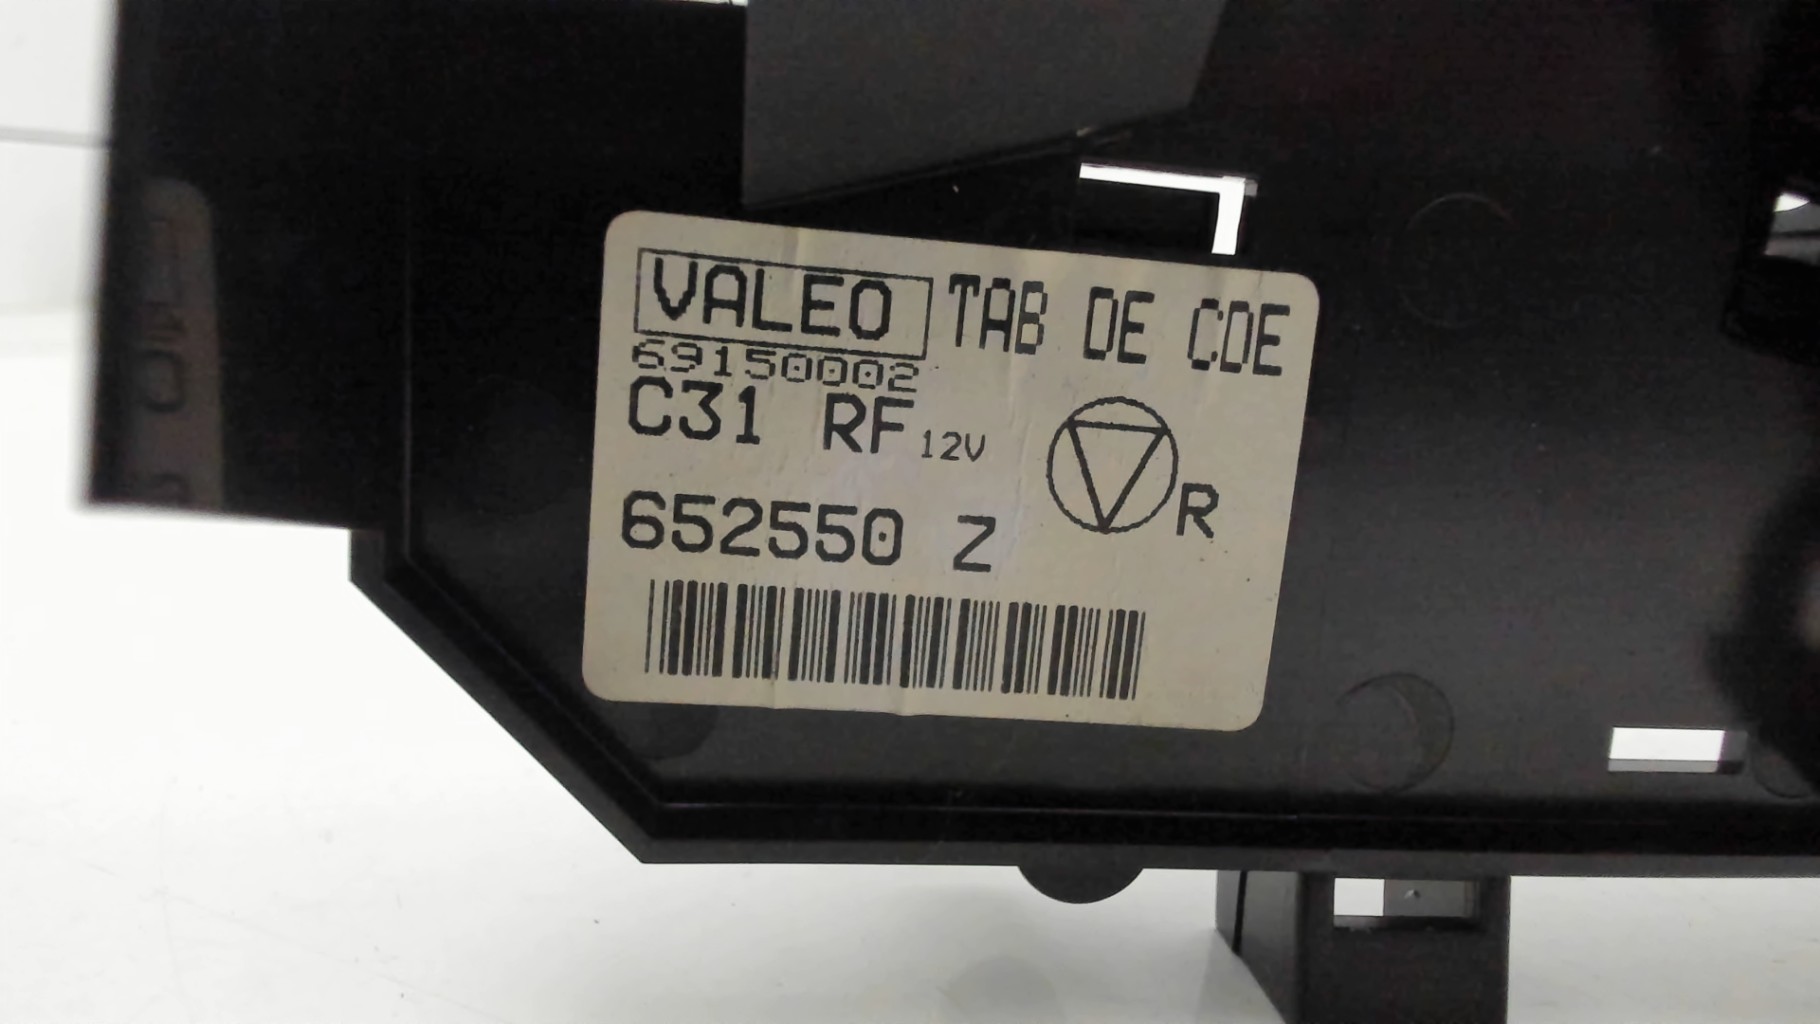 VALEO TAB DE CDE
69150002
C31 RF 12V
R
652550 Z